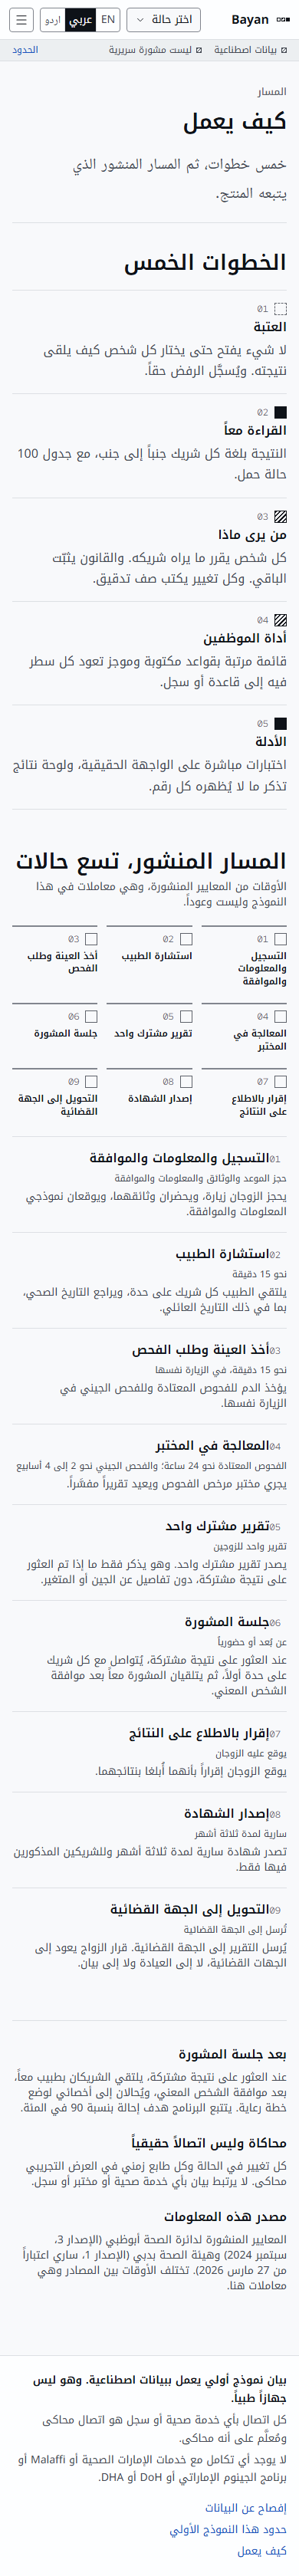 Bayan
اختر حالة
EN
عربي
اردو
بيانات اصطناعية
ليست مشورة سريرية
الحدود
المسار
كيف يعمل
خمس خطوات، ثم المسار المنشور الذي
يتبعه المنتج.
الخطوات الخمس
01
العتبة
لا شيء يفتح حتى يختار كل شخص كيف يلقى
نتيجته. ويُسجَّل الرفض حقاً.
02
القراءة معاً
النتيجة بلغة كل شريك جنباً إلى جنب، مع جدول 100
حالة حمل.
03
من يرى ماذا
كل شخص يقرر ما يراه شريكه. والقانون يثبّت
الباقي. وكل تغيير يكتب صف تدقيق.
04
أداة الموظفين
قائمة مرتبة بقواعد مكتوبة وموجز تعود كل سطر
فيه إلى قاعدة أو سجل.
05
الأدلة
اختبارات مباشرة على الواجهة الحقيقية، ولوحة نتائج
تذكر ما لا يُظهره كل رقم.
المسار المنشور، تسع حالات
الأوقات من المعايير المنشورة، وهي معاملات في هذا
النموذج وليست وعوداً.
01
التسجيل
والمعلومات
والموافقة
02
استشارة الطبيب
03
أخذ العينة وطلب
الفحص
04
المعالجة في
المختبر
05
تقرير مشترك واحد
06
جلسة المشورة
07
إقرار بالاطلاع
على النتائج
08
إصدار الشهادة
09
التحويل إلى الجهة
القضائية
01 التسجيل والمعلومات والموافقة
حجز الموعد والوثائق والمعلومات والموافقة
يحجز الزوجان زيارة، ويحضران وثائقهما، ويوقعان نموذجي
المعلومات والموافقة.
02 استشارة الطبيب
نحو 15 دقيقة
يلتقي الطبيب كل شريك على حدة، ويراجع التاريخ الصحي،
بما في ذلك التاريخ العائلي.
03 أخذ العينة وطلب الفحص
نحو 15 دقيقة، في الزيارة نفسها
يؤخذ الدم للفحوص المعتادة وللفحص الجيني في
الزيارة نفسها.
04 المعالجة في المختبر
الفحوص المعتادة نحو 24 ساعة؛ والفحص الجيني نحو 2 إلى 4 أسابيع
يجري مختبر مرخص الفحوص ويعيد تقريراً مفسَّراً.
05 تقرير مشترك واحد
تقرير واحد للزوجين
يصدر تقرير مشترك واحد. وهو يذكر فقط ما إذا تم العثور
على نتيجة مشتركة، دون تفاصيل عن الجين أو المتغير.
06 جلسة المشورة
عن بُعد أو حضورياً
عند العثور على نتيجة مشتركة، يُتواصل مع كل شريك
على حدة أولاً، ثم يتلقيان المشورة معاً بعد موافقة
الشخص المعني.
07 إقرار بالاطلاع على النتائج
يوقع عليه الزوجان
يوقع الزوجان إقراراً بأنهما أُبلغا بنتائجهما.
08 إصدار الشهادة
سارية لمدة ثلاثة أشهر
تصدر شهادة سارية لمدة ثلاثة أشهر وللشريكين المذكورين
فيها فقط.
09 التحويل إلى الجهة القضائية
تُرسل إلى الجهة القضائية
يُرسل التقرير إلى الجهة القضائية. قرار الزواج يعود إلى
الجهات القضائية، لا إلى العيادة ولا إلى بيان.
بعد جلسة المشورة
عند العثور على نتيجة مشتركة، يلتقي الشريكان بطبيب معاً،
بعد موافقة الشخص المعني، ويُحالان إلى أخصائي لوضع
خطة رعاية. يتتبع البرنامج هدف إحالة بنسبة 90 في المئة.
محاكاة وليس اتصالاً حقيقياً
كل تغيير في الحالة وكل طابع زمني في العرض التجريبي
محاكى. لا يرتبط بيان بأي خدمة صحية أو مختبر أو سجل.
مصدر هذه المعلومات
المعايير المنشورة لدائرة الصحة أبوظبي (الإصدار 3،
سبتمبر 2024) وهيئة الصحة بدبي (الإصدار 1، ساري اعتباراً
من 27 مارس 2026). تختلف الأوقات بين المصادر وهي
معاملات هنا.
بيان نموذج أولي يعمل ببيانات اصطناعية. وهو ليس
جهازاً طبياً.
كل اتصال بأي خدمة صحية أو سجل هو اتصال محاكى
ومُعلَّم على أنه محاكى.
لا يوجد أي تكامل مع خدمات الإمارات الصحية أو Malaffi أو
برنامج الجينوم الإماراتي أو DoH أو DHA.
إفصاح عن البيانات
حدود هذا النموذج الأولي
كيف يعمل